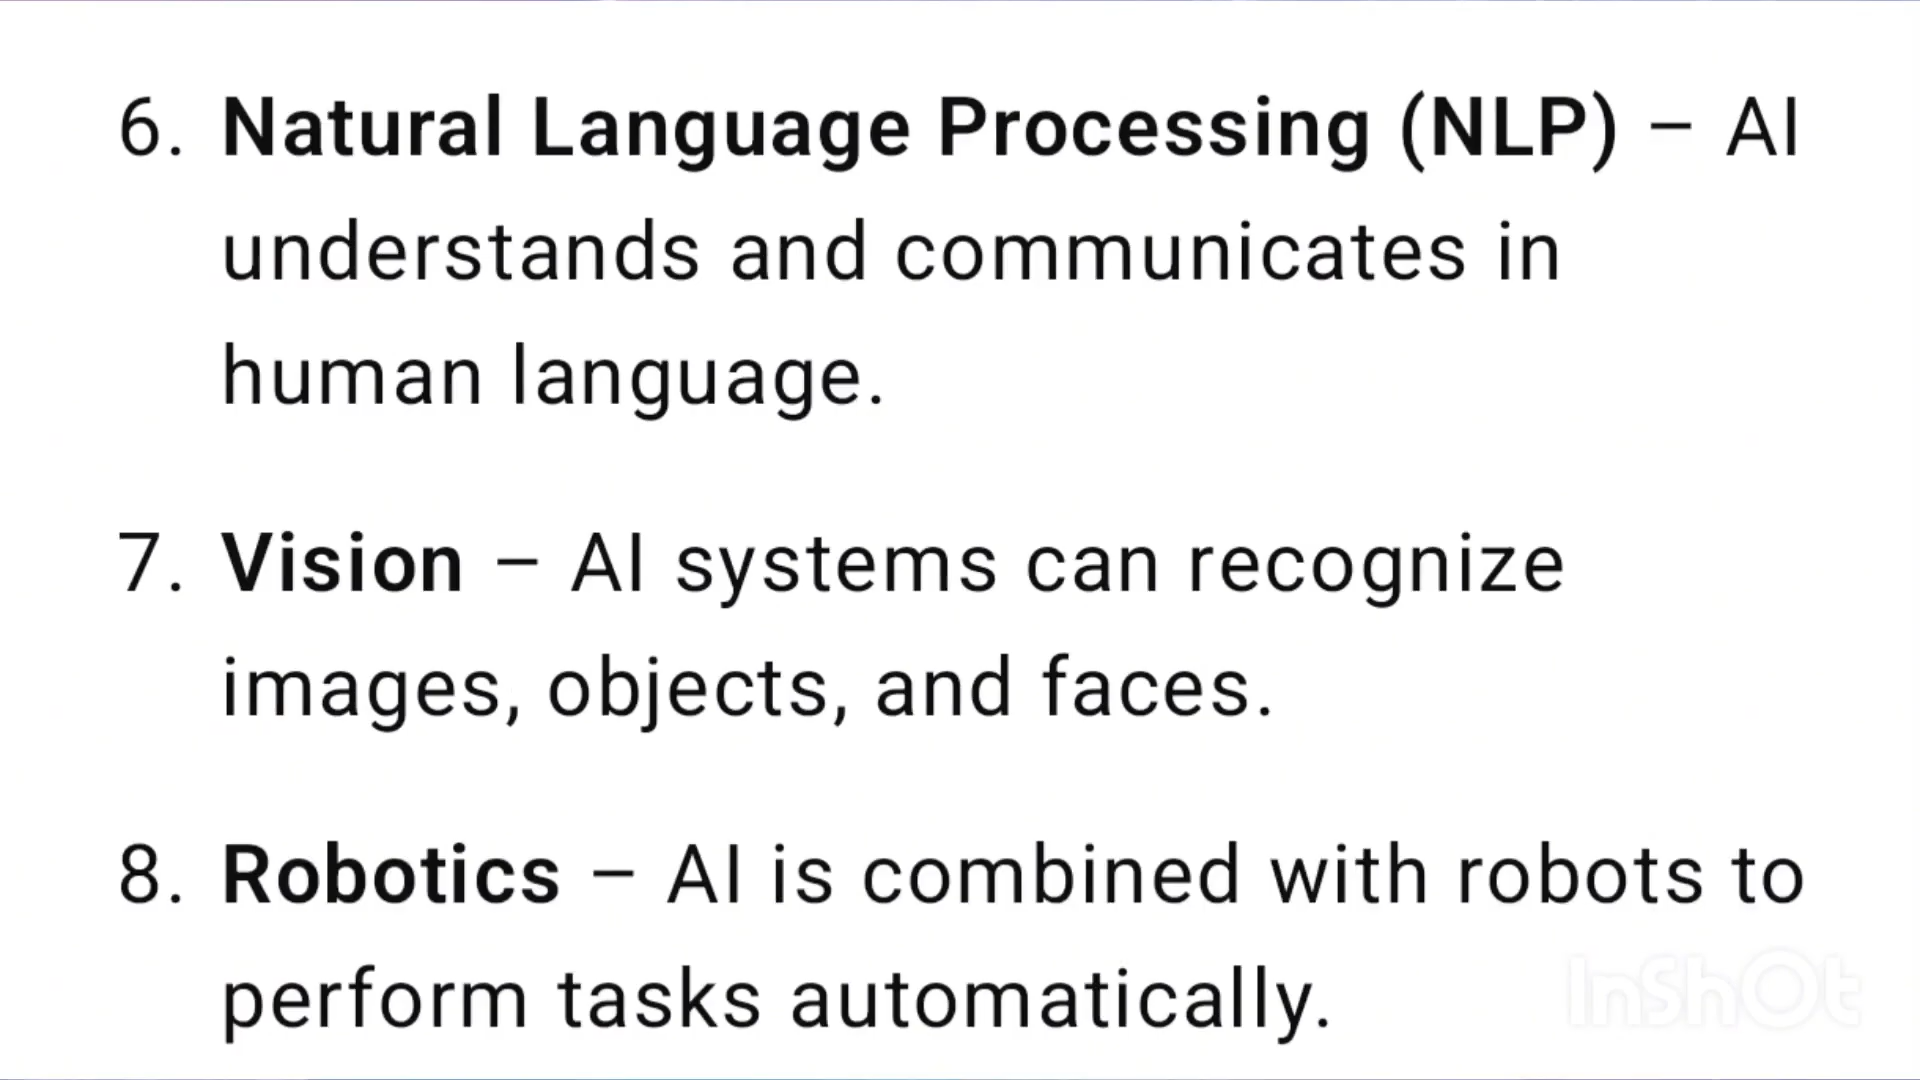 6. Natural Language Processing (NLP) – AI
understands and communicates in
human language.
7. Vision – AI systems can recognize
images, objects, and faces.
8. Robotics – AI is combined with robots to
perform tasks automatically.
InShOt